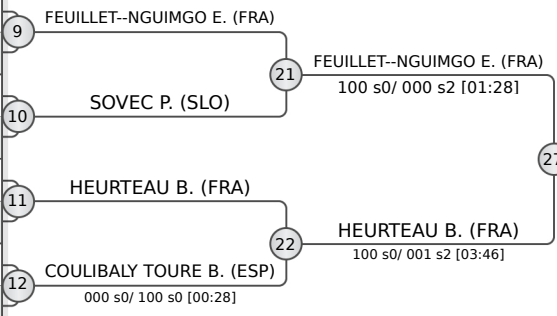 FEUILLET--NGUIMGO E. (FRA)
9
21
FEUILLET--NGUIMGO E. (FRA)
100 s0/ 000 s2 [01:28]
SOVEC P. (SLO)
10
27
HEURTEAU B. (FRA)
11
22
HEURTEAU B. (FRA)
100 s0/ 001 s2 [03:46]
COULIBALY TOURE B. (ESP)
12
000 s0/ 100 s0 [00:28]